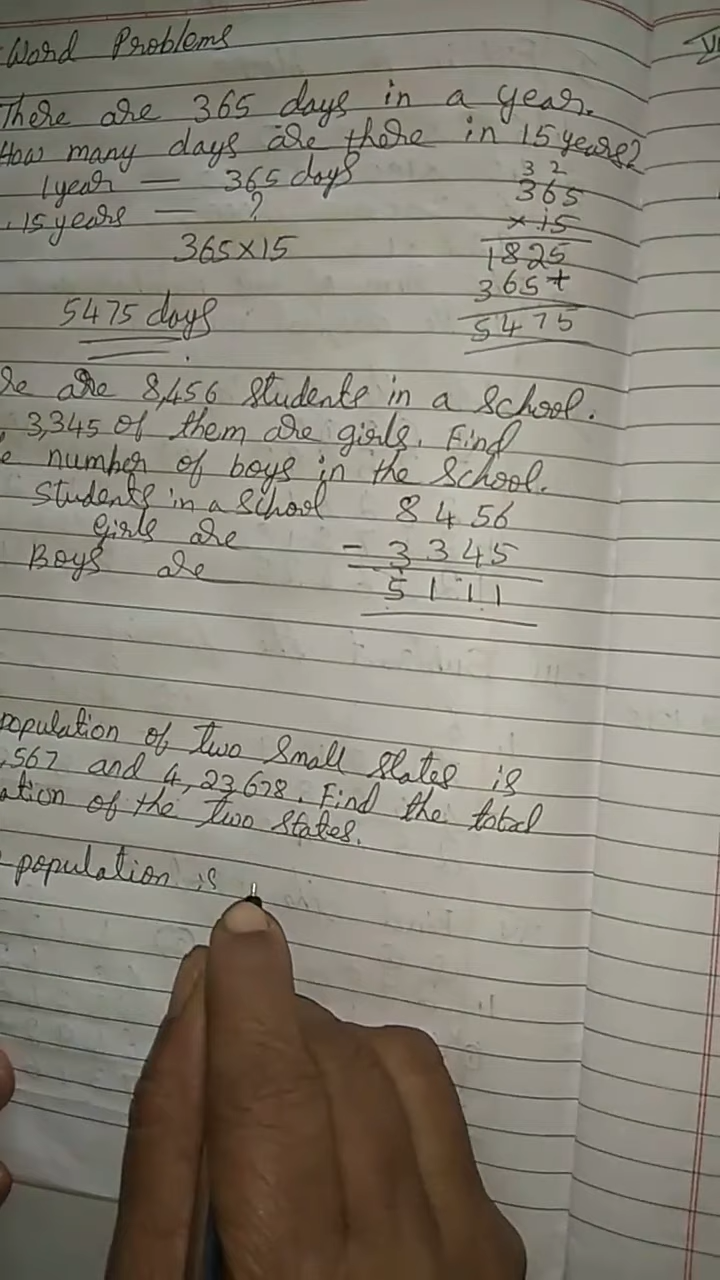 Word Problems
There are 365 days in a year.
How many days are there in 15 years?
1 year — 365 days
15 years — ?
365 × 15
5475 days
3 2
365
× 15
1825
365+
5475
re are 8,456 students in a school.
3,345 of them are girls. Find
e number of boys in the school.
Students in a school 8456
Girls are - 3345
Boys are 5111
population of two small states is
,567 and 4,23,678. Find the total
ation of the two states.
population is